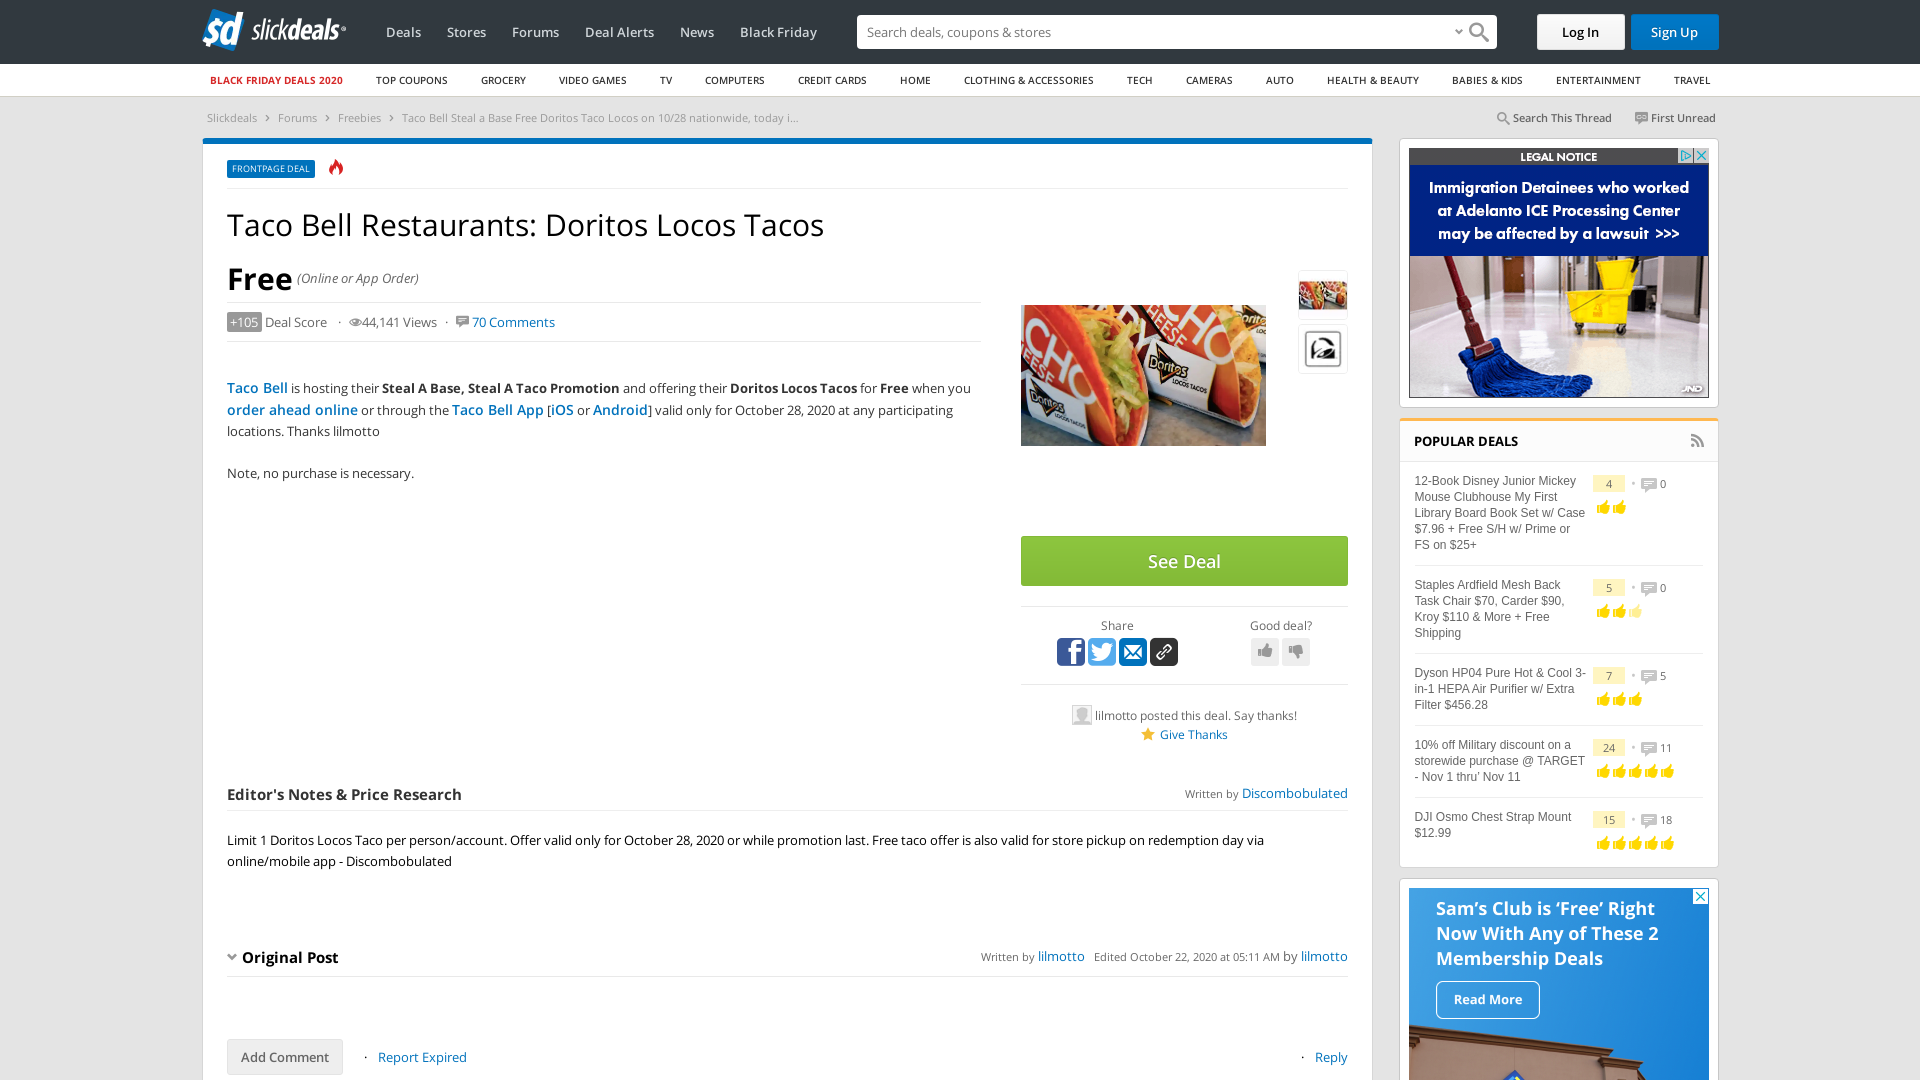 slickdeals
Deals
Stores
Forums
Deal Alerts
News
Black Friday
Search deals, coupons & shopping
Log In
Sign Up
BLACK FRIDAY DEALS 2020
TOP COUPONS
GROCERY
VIDEO GAMES
TV
COMPUTERS
CREDIT CARDS
HOME
CLOTHING & ACCESSORIES
TECH
CAMERAS
AUTO
HEALTH & BEAUTY
BABIES & KIDS
ENTERTAINMENT
TRAVEL
Slickdeals > Forums > Freebies > Taco Bell Steal a Base Free Doritos Taco Locos on 10/28 nationwide, today i...
Search This Thread
First Unread
FRONTPAGE DEAL
Taco Bell Restaurants: Doritos Locos Tacos
Free (Online or App Order)
+105 Deal Score · 44,141 Views · 70 Comments
Taco Bell is hosting their Steal A Base, Steal A Taco Promotion and offering their Doritos Locos Tacos for Free when you
order ahead online or through the Taco Bell App [iOS or Android] valid only for October 28, 2020 at any participating
locations. Thanks lilmotto
Note, no purchase is necessary.
Doritos
LOCOS TACOS
See Deal
Share
Good deal?
lilmotto posted this deal. Say thanks!
Give Thanks
Editor's Notes & Price Research
Written by Discombobulated
Limit 1 Doritos Locos Taco per person/account. Offer valid only for October 28, 2020 or while promotion last. Free taco offer is also valid for store pickup on redemption day via
online/mobile app - Discombobulated
Original Post
Written by lilmotto Edited October 22, 2020 at 05:11 AM by lilmotto
Add Comment
· Report Expired
· Reply
LEGAL NOTICE
Immigration Detainees who worked
at Adelanto ICE Processing Center
may be affected by a lawsuit >>>
JND
POPULAR DEALS
12-Book Disney Junior Mickey
Mouse Clubhouse My First
Library Board Book Set w/ Case
$7.96 + Free S/H w/ Prime or
FS on $25+
4 • 0
Staples Ardfield Mesh Back
Task Chair $70, Carder $90,
Kroy $110 & More + Free
Shipping
5 • 0
Dyson HP04 Pure Hot & Cool 3-
in-1 HEPA Air Purifier w/ Extra
Filter $456.28
7 • 5
10% off Military discount on a
storewide purchase @ TARGET
- Nov 1 thru' Nov 11
24 • 11
DJI Osmo Chest Strap Mount
$12.99
15 • 18
Sam's Club is 'Free' Right
Now With Any of These 2
Membership Deals
Read More